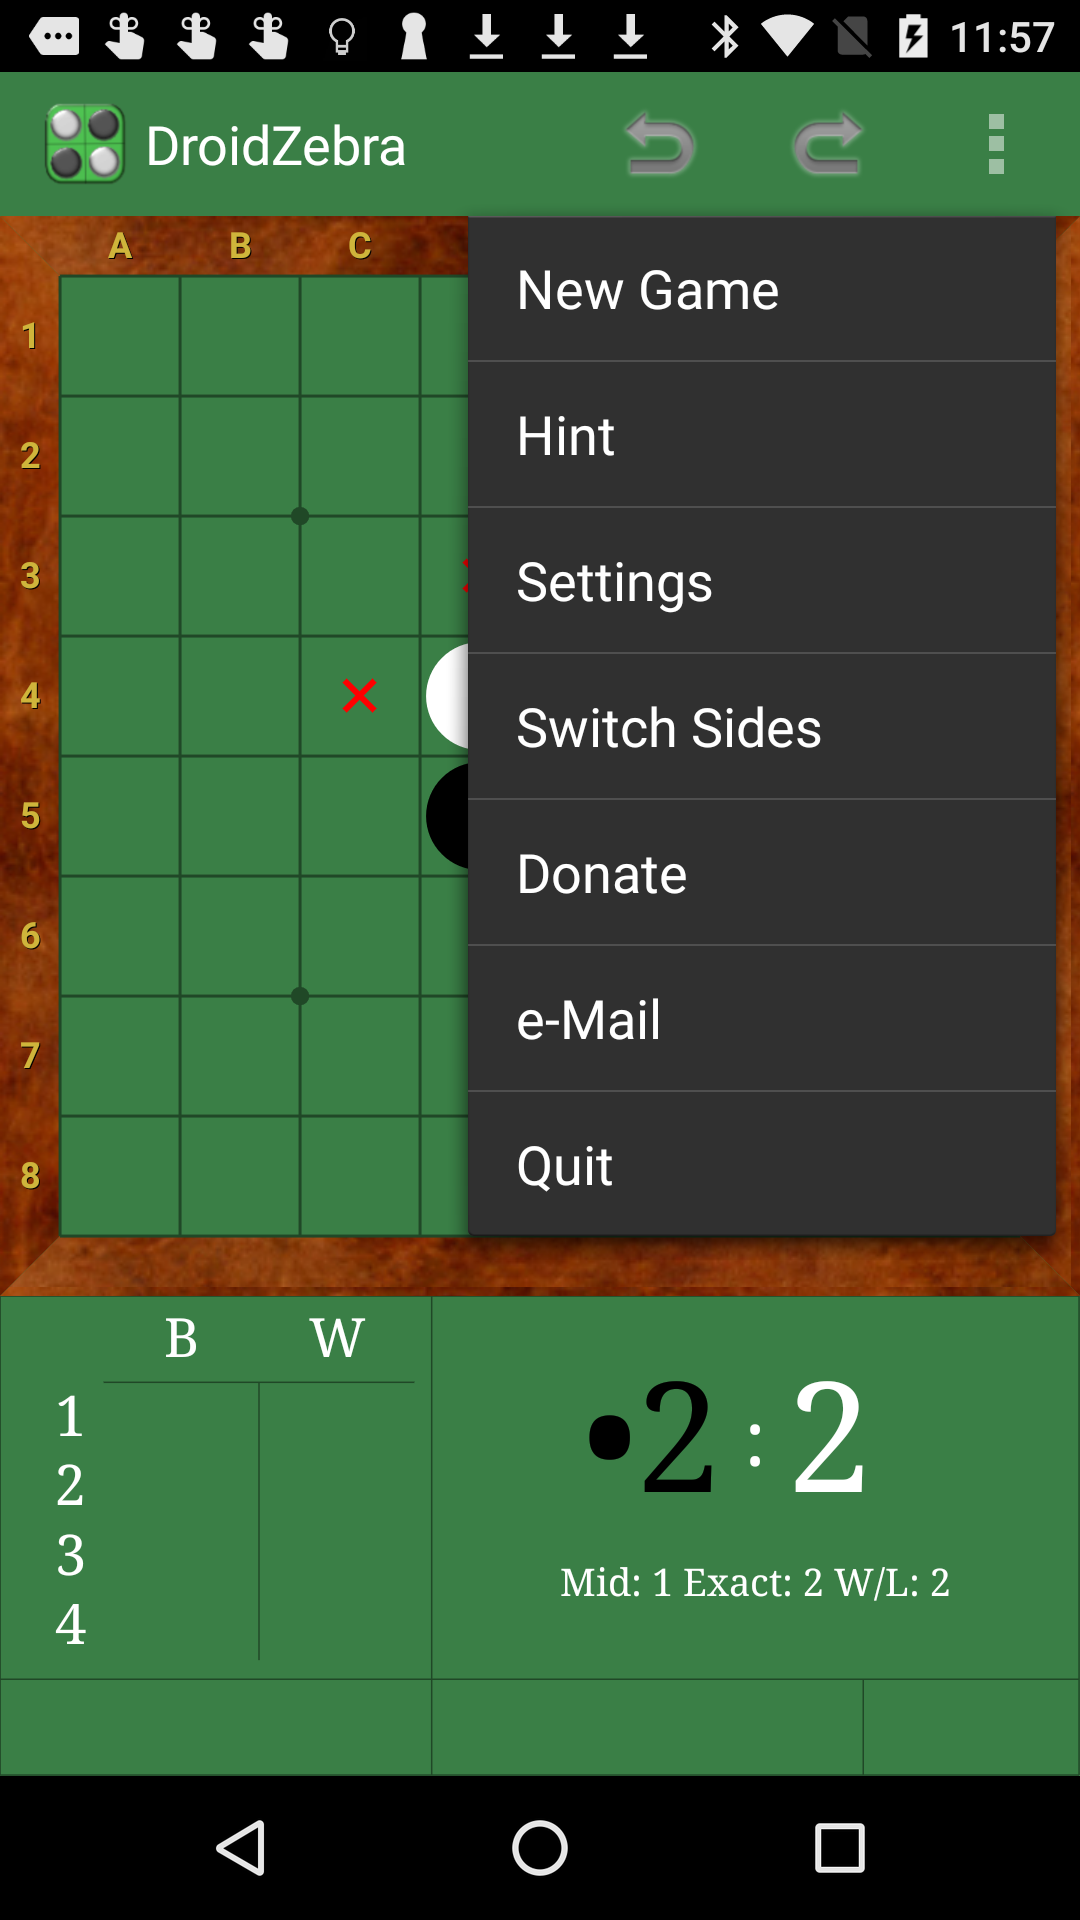 11:57
DroidZebra
A B C
New Game
1
Hint
2
Settings
3
Switch Sides
4
Donate
5
e-Mail
6
7
Quit
8
B W
1
2
3
4
•2 : 2
Mid: 1 Exact: 2 W/L: 2